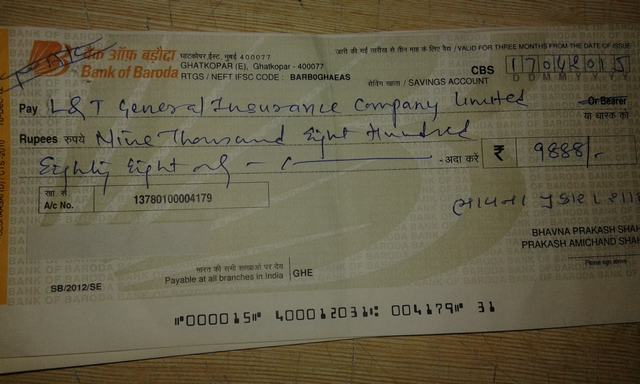 बैंक ऑफ़ बड़ौदा
Bank of Baroda
घाटकोपर (ई), मुंबई 400077
GHATKOPAR (E), Ghatkopar - 400077
RTGS / NEFT IFSC CODE : BARB0GHAEAS
जारी की गई तारीख से तीन माह के लिए वैध / VALID FOR THREE MONTHS FROM THE DATE OF ISSUE
CBS 17042015
D D M M Y Y Y Y
सेविंग खाता / SAVINGS ACCOUNT
Pay L&T General Insurance Company Limited Or Bearer
या धारक को
Rupees रुपये Nine Thousand Eight Hundred
Eighty Eight only अदा करें ₹ 9888/-
खा. सं.
A/c No. 13780100004179
BHAVNA PRAKASH SHAH
PRAKASH AMICHAND SHAH
Please sign above
भारत की सभी शाखाओं पर देय
Payable at all branches in India GHE
SB/2012/SE
⑈000015⑈ 400012031⑆ 004179⑈ 31